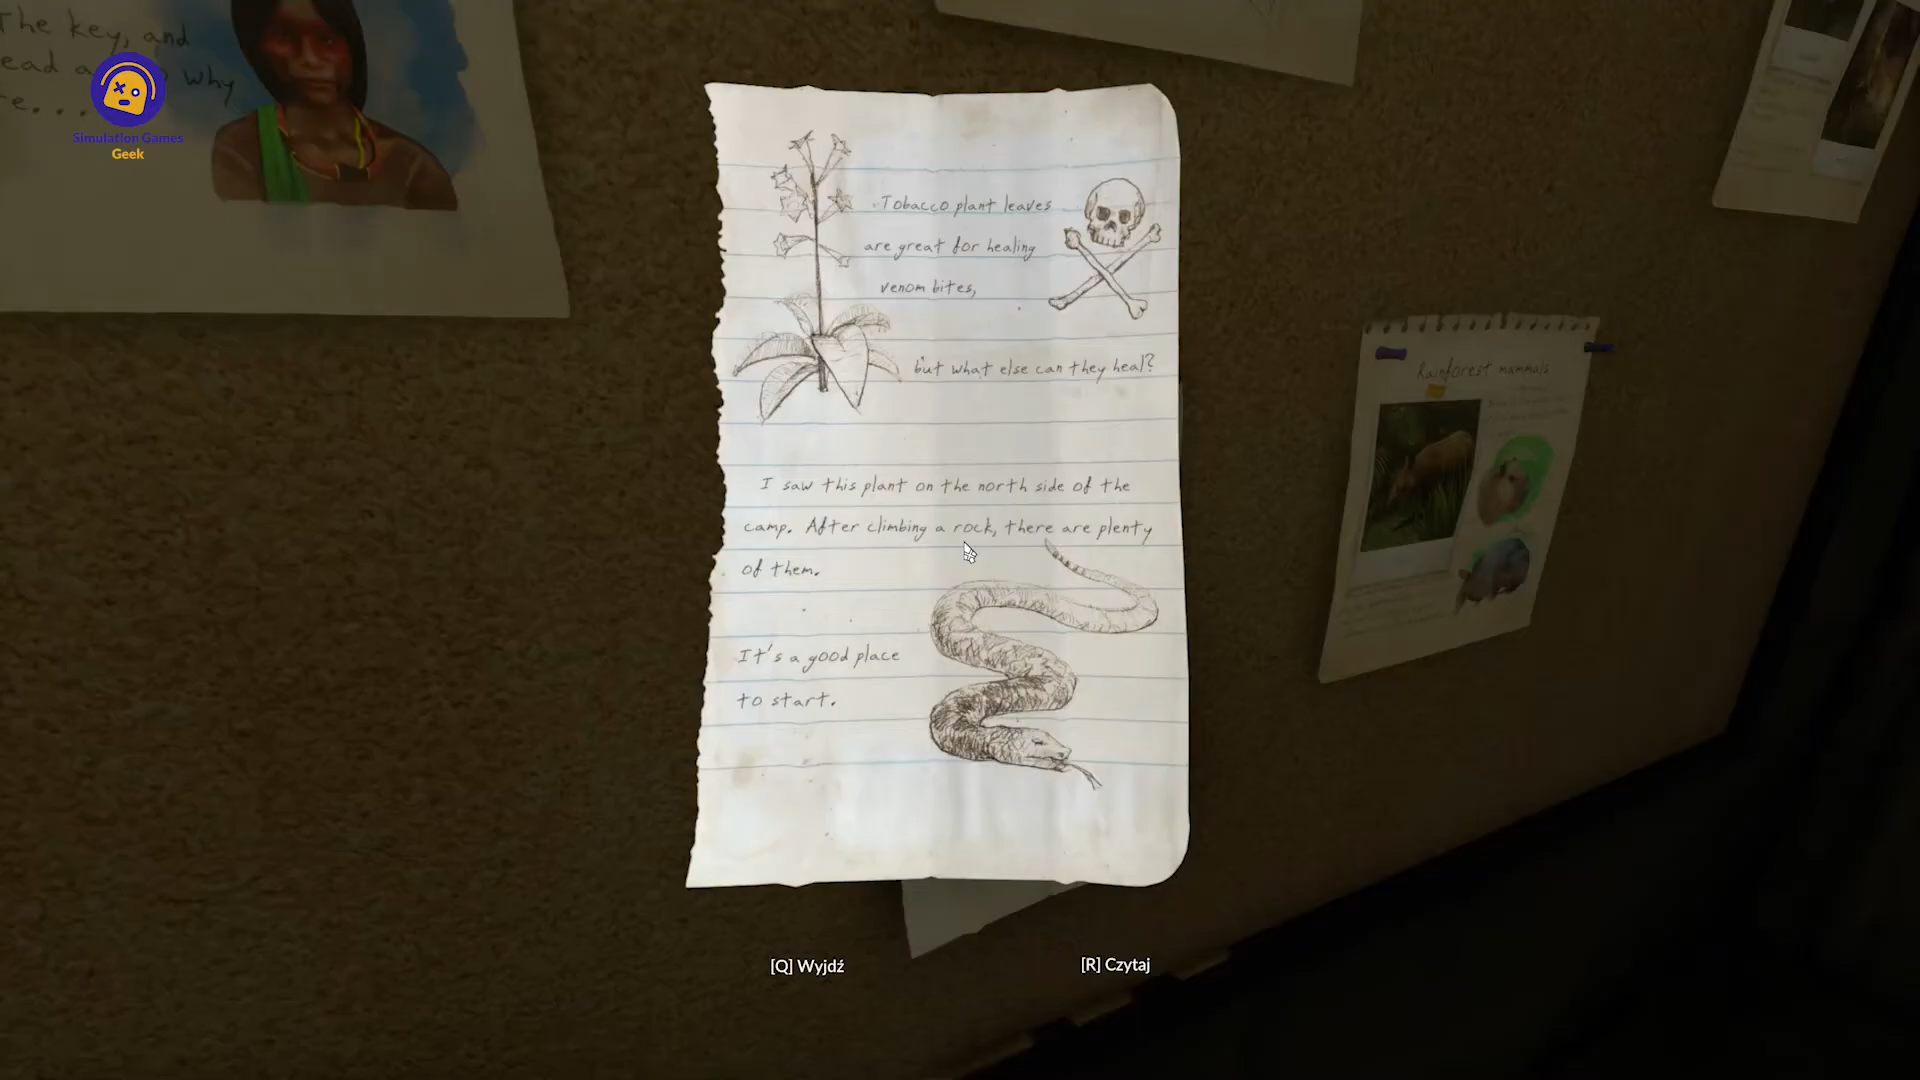 The key, and
ead a
why
re...
Simulation Games
Geek
Tobacco plant leaves
are great for healing
venom bites,
but what else can they heal?
I saw this plant on the north side of the
camp. After climbing a rock, there are plenty
of them.
It's a good place
to start.
Rainforest mammals
[Q] Wyjdź
[R] Czytaj